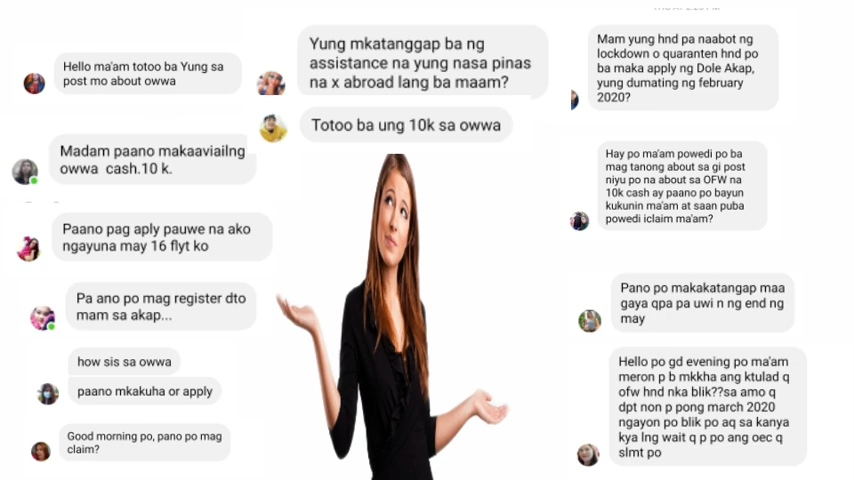 Hello ma'am totoo ba Yung sa
post mo about owwa
Madam paano makaaviailng
owwa cash.10 k.
Paano pag aply pauwe na ako
ngayuna may 16 flyt ko
Pa ano po mag register dto
mam sa akap...
how sis sa owwa
paano mkakuha or apply
Good morning po, pano po mag
claim?
Yung mkatanggap ba ng
assistance na yung nasa pinas
na x abroad lang ba maam?
Totoo ba ung 10k sa owwa
Mam yung hnd pa naabot ng
lockdown o quaranten hnd po
ba maka apply ng Dole Akap,
yung dumating ng february
2020?
Hay po ma'am powedi po ba
mag tanong about sa gi post
niyu po na about sa OFW na
10k cash ay paano po bayun
kukunin ma'am at saan puba
powedi iclaim ma'am?
Pano po makakatangap maa
gaya qpa pa uwi n ng end ng
may
Hello po gd evening po ma'am
meron p b mkkha ang ktulad q
ofw hnd nka blik??sa amo q
dpt non p pong march 2020
ngayon po blik po aq sa kanya
kya lng wait q p po ang oec q
slmt po